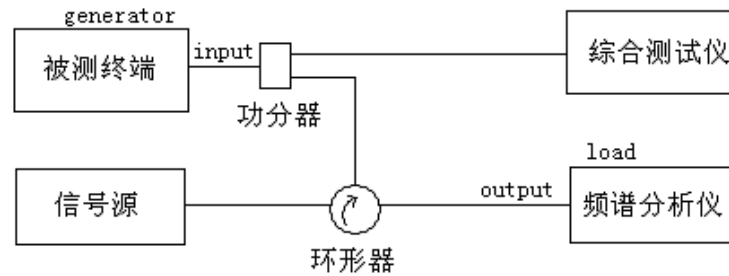 generator
被测终端
input
功分器
综合测试仪
信号源
环形器
output
load
频谱分析仪